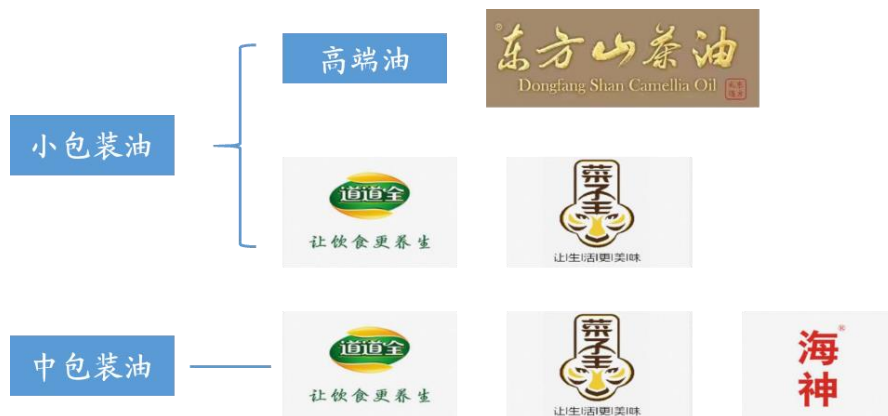 高端油
东方山茶油
Dongfang Shan Camellia Oil
小包装油
道道全
让饮食更养生
菜子王
让生活更美味
中包装油
道道全
让饮食更养生
菜子王
让生活更美味
海神